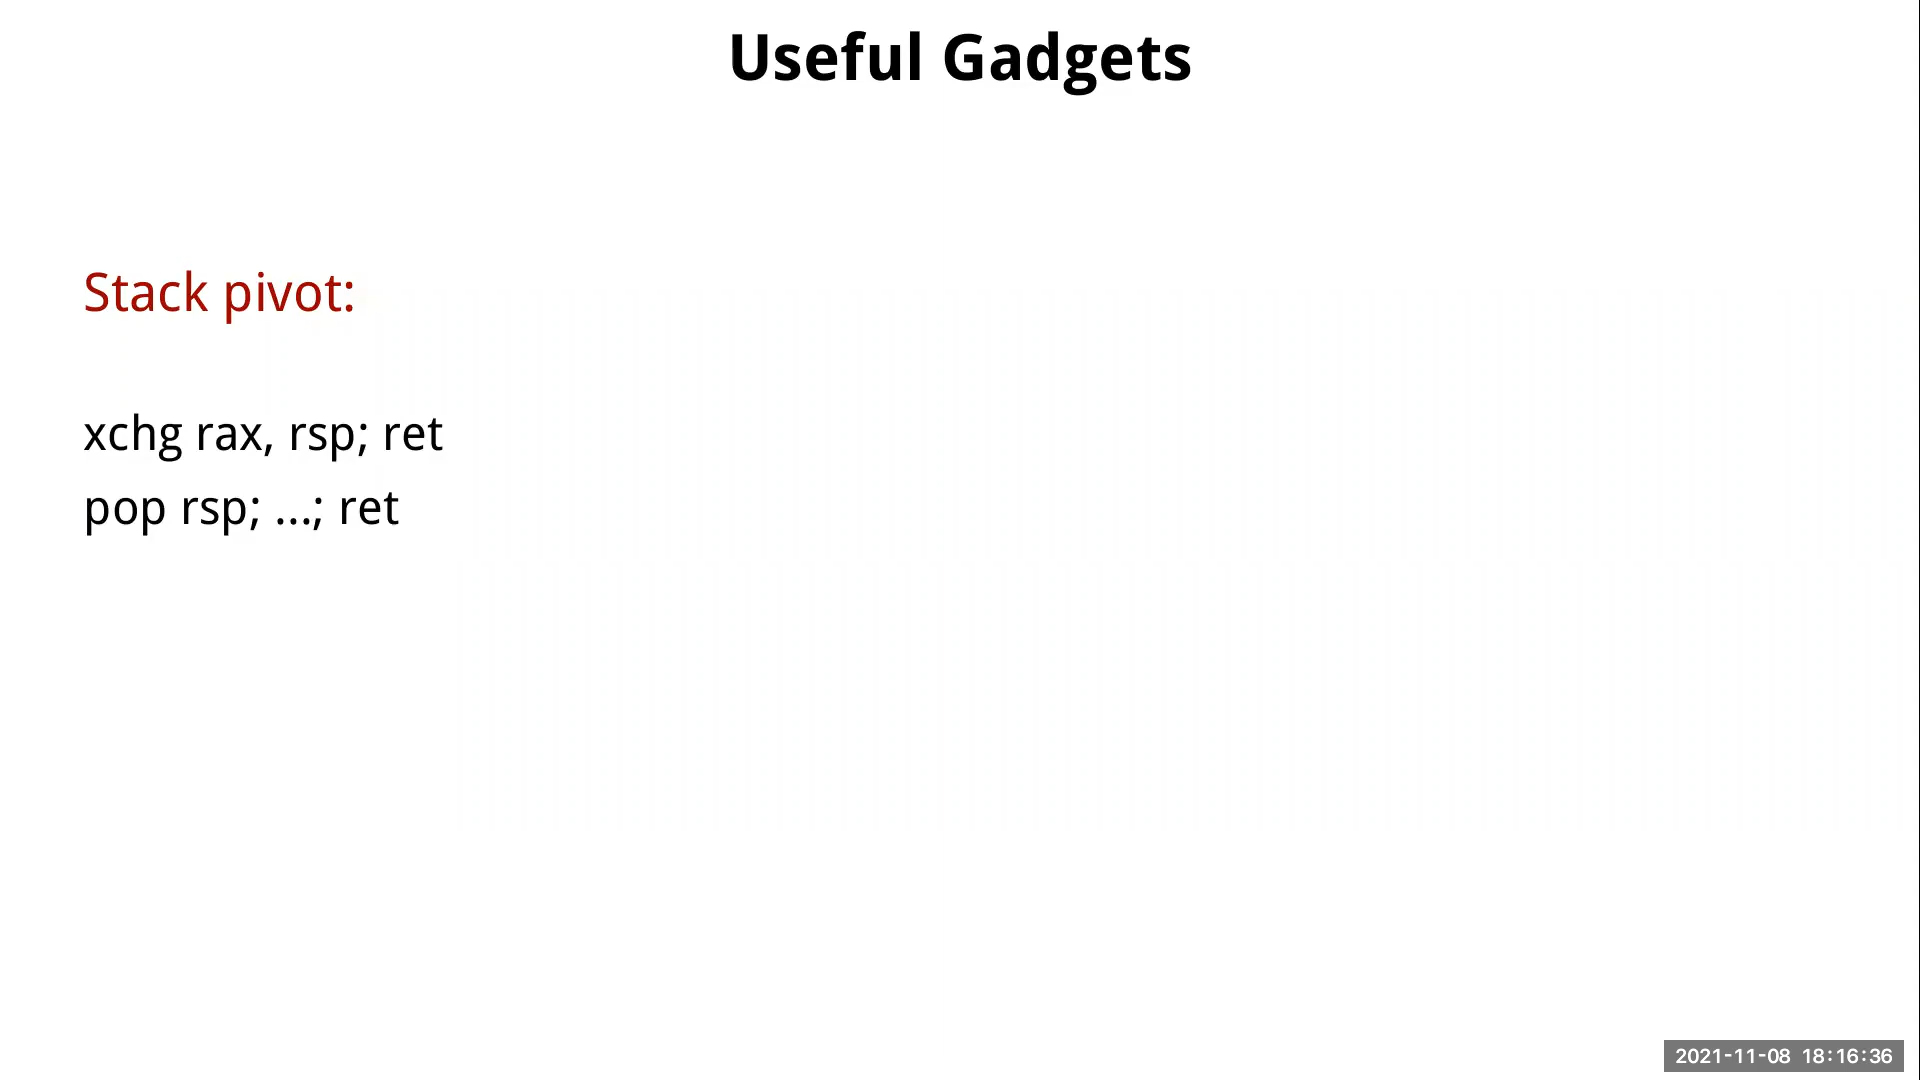 Useful Gadgets
Stack pivot:
xchg rax, rsp; ret
pop rsp; ...; ret
2021-11-08 18:16:36